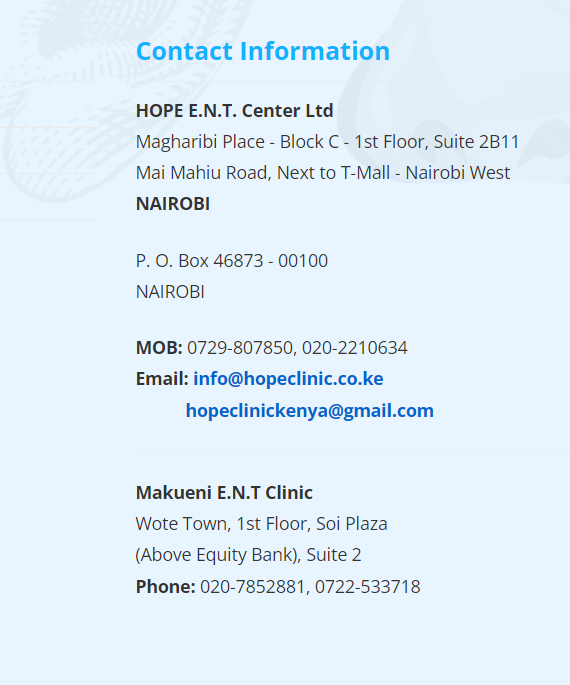 Contact Information
HOPE E.N.T. Center Ltd
Magharibi Place - Block C - 1st Floor, Suite 2B11
Mai Mahiu Road, Next to T-Mall - Nairobi West
NAIROBI
P. O. Box 46873 - 00100
NAIROBI
MOB: 0729-807850, 020-2210634
Email: info@hopeclinic.co.ke
hopeclinickenya@gmail.com
Makueni E.N.T Clinic
Wote Town, 1st Floor, Soi Plaza
(Above Equity Bank), Suite 2
Phone: 020-7852881, 0722-533718